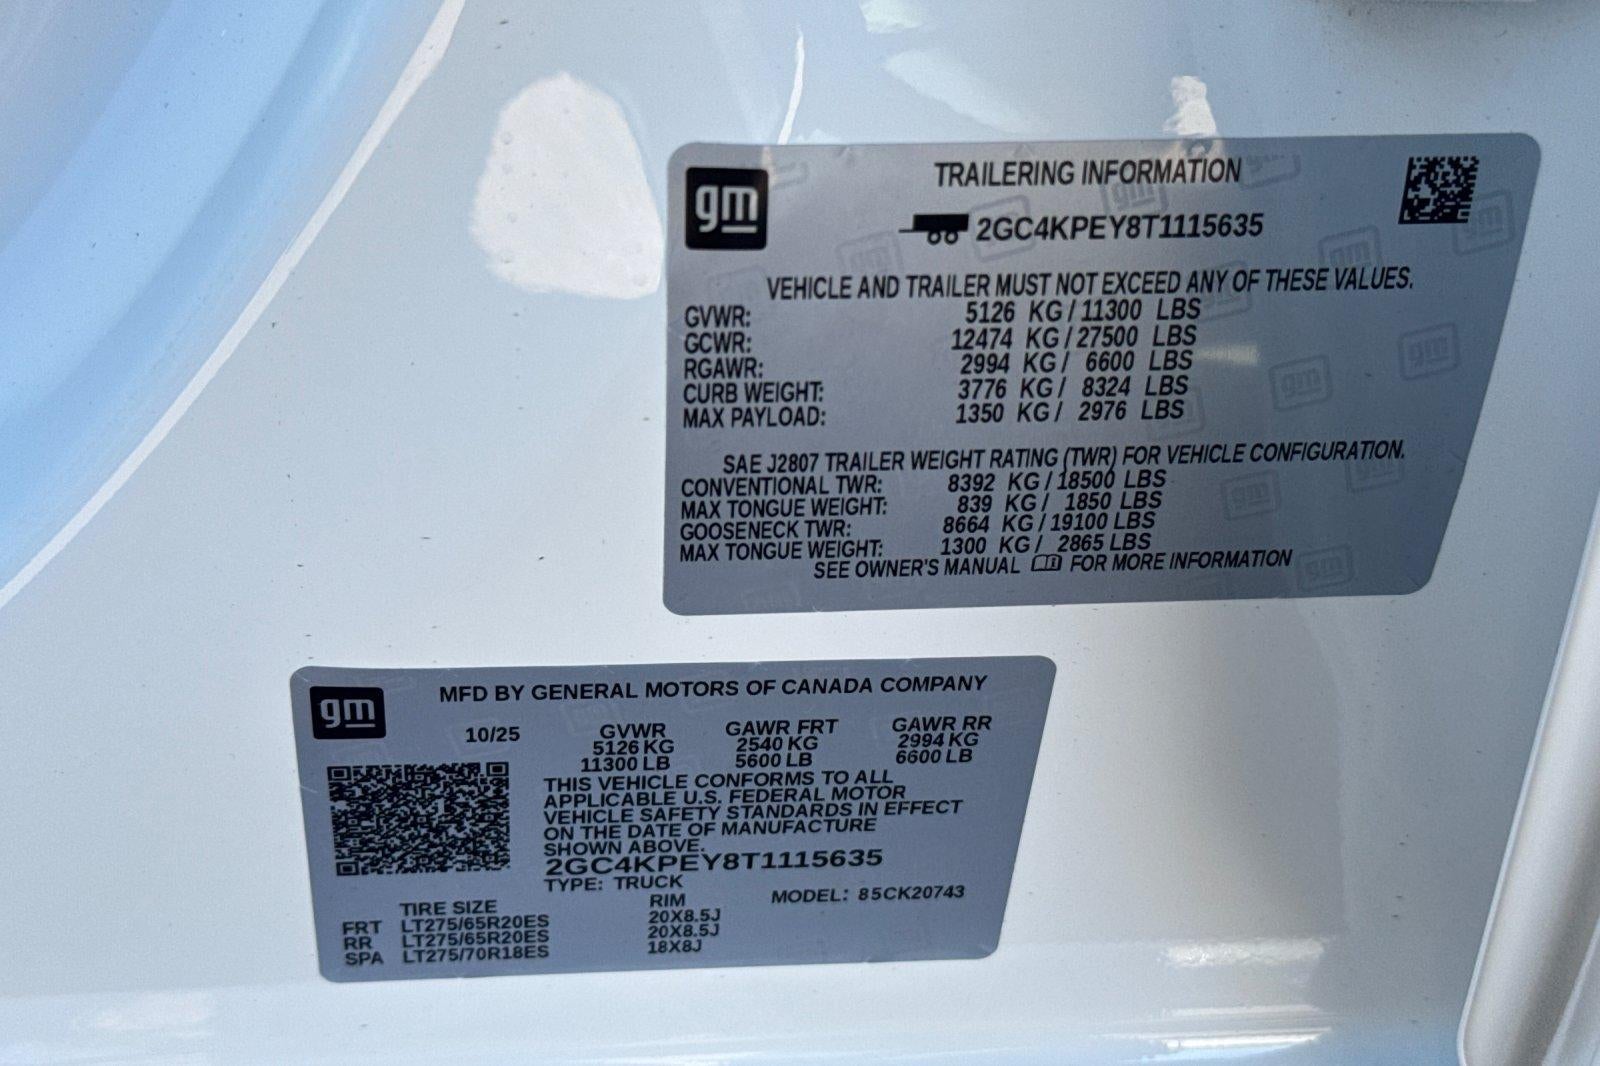 gm
TRAILERING INFORMATION
2GC4KPEY8T1115635
VEHICLE AND TRAILER MUST NOT EXCEED ANY OF THESE VALUES.
GVWR: 5126 KG / 11300 LBS
GCWR: 12474 KG / 27500 LBS
RGAWR: 2994 KG / 6600 LBS
CURB WEIGHT: 3776 KG / 8324 LBS
MAX PAYLOAD: 1350 KG / 2976 LBS
SAE J2807 TRAILER WEIGHT RATING (TWR) FOR VEHICLE CONFIGURATION.
CONVENTIONAL TWR: 8392 KG / 18500 LBS
MAX TONGUE WEIGHT: 839 KG / 1850 LBS
GOOSENECK TWR: 8664 KG / 19100 LBS
MAX TONGUE WEIGHT: 1300 KG / 2865 LBS
SEE OWNER'S MANUAL FOR MORE INFORMATION
gm
MFD BY GENERAL MOTORS OF CANADA COMPANY
10/25 GVWR GAWR FRT GAWR RR
5126 KG 2540 KG 2994 KG
11300 LB 5600 LB 6600 LB
THIS VEHICLE CONFORMS TO ALL
APPLICABLE U.S. FEDERAL MOTOR
VEHICLE SAFETY STANDARDS IN EFFECT
ON THE DATE OF MANUFACTURE
SHOWN ABOVE.
2GC4KPEY8T1115635
TYPE: TRUCK
MODEL: 85CK20743
TIRE SIZE RIM
FRT LT275/65R20ES 20X8.5J
RR LT275/65R20ES 20X8.5J
SPA LT275/70R18ES 18X8J